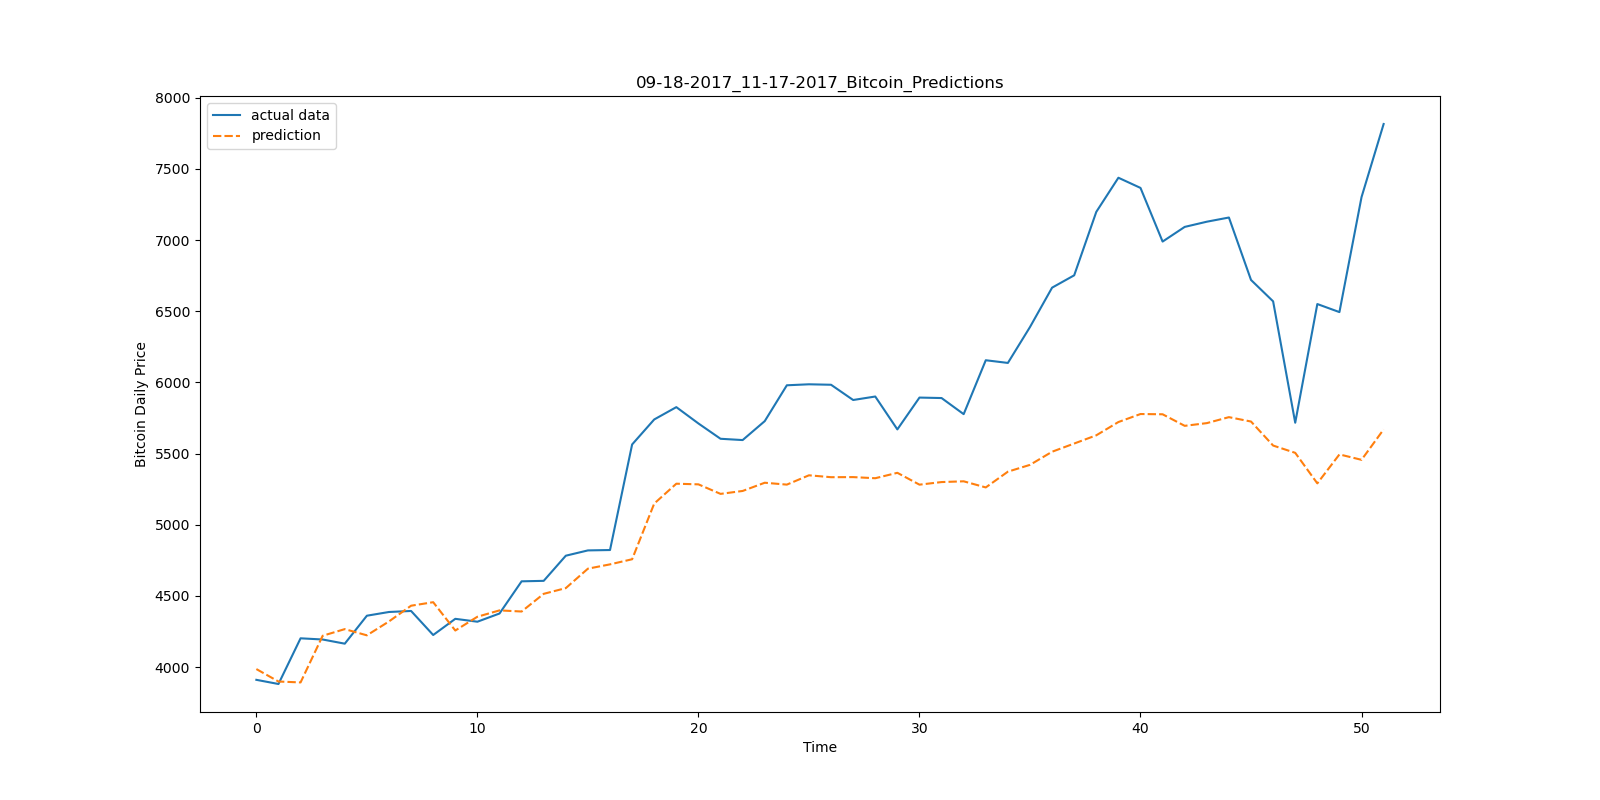 09-18-2017_11-17-2017_Bitcoin_Predictions
actual data
prediction
Bitcoin Daily Price
8000
7500
7000
6500
6000
5500
5000
4500
4000
0 10 20 30 40 50
Time